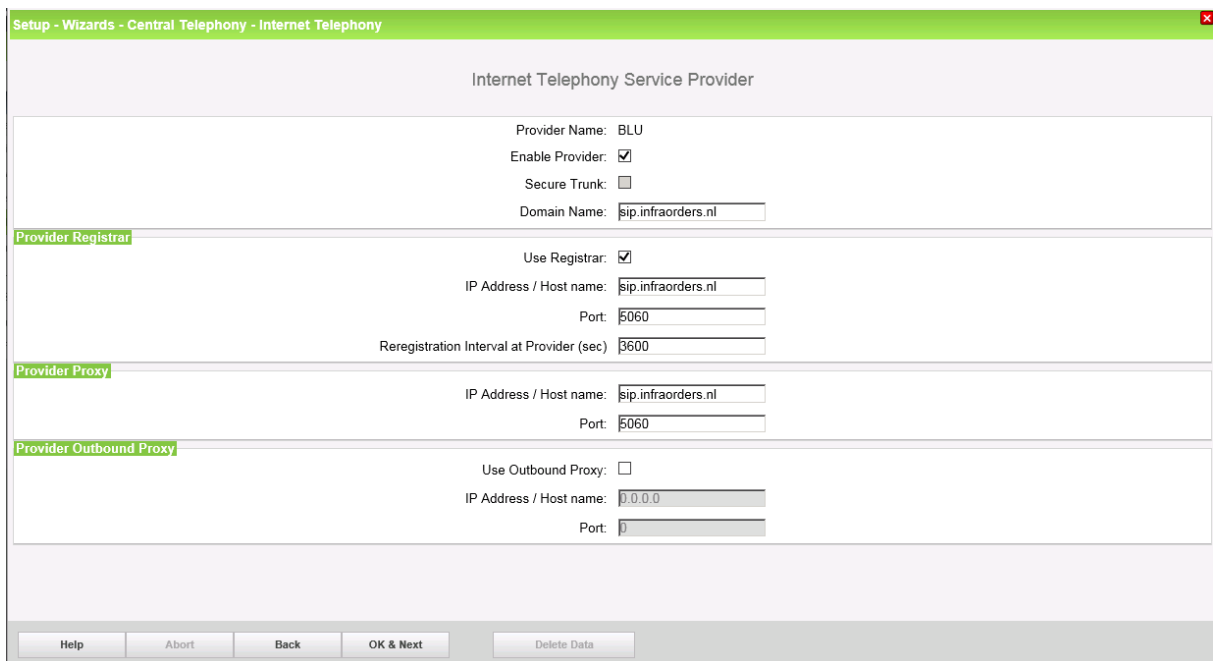 Setup - Wizards - Central Telephony - Internet Telephony
Internet Telephony Service Provider
Provider Name: BLU
Enable Provider:
Secure Trunk:
Domain Name: sip.infraorders.nl
Provider Registrar
Use Registrar:
IP Address / Host name: sip.infraorders.nl
Port: 5060
Reregistration Interval at Provider (sec) 3600
Provider Proxy
IP Address / Host name: sip.infraorders.nl
Port: 5060
Provider Outbound Proxy
Use Outbound Proxy:
IP Address / Host name: 0.0.0.0
Port: 0
Help Abort Back OK & Next Delete Data